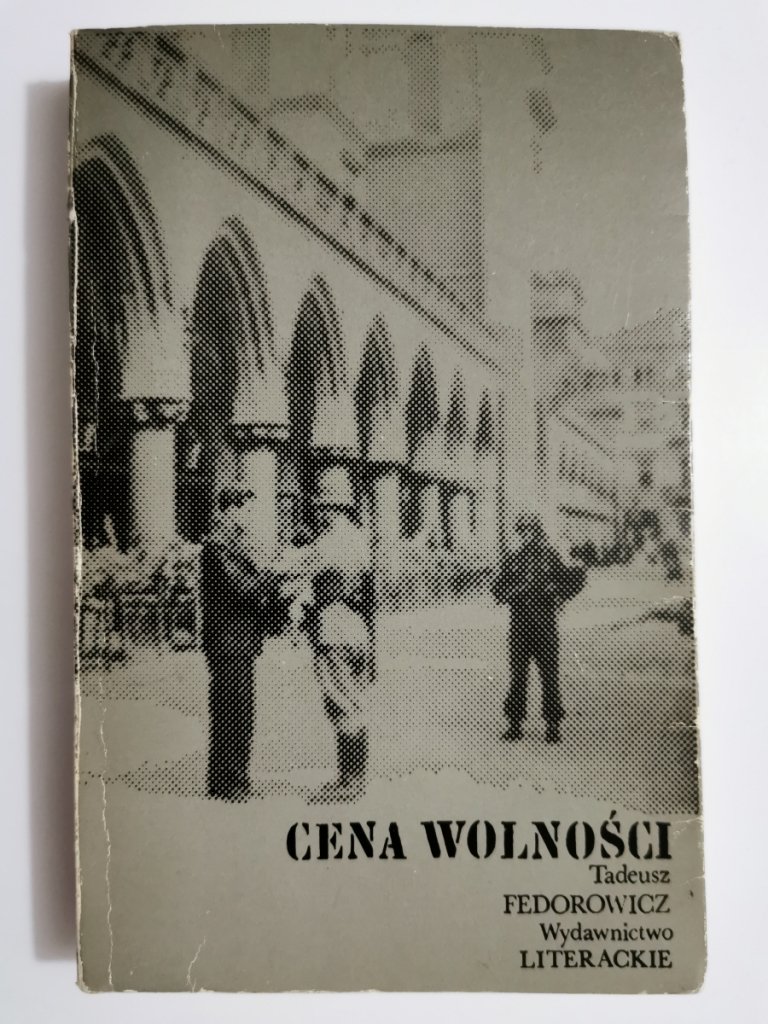 CENA WOLNOŚCI
Tadeusz
FEDOROWICZ
Wydawnictwo
LITERACKIE